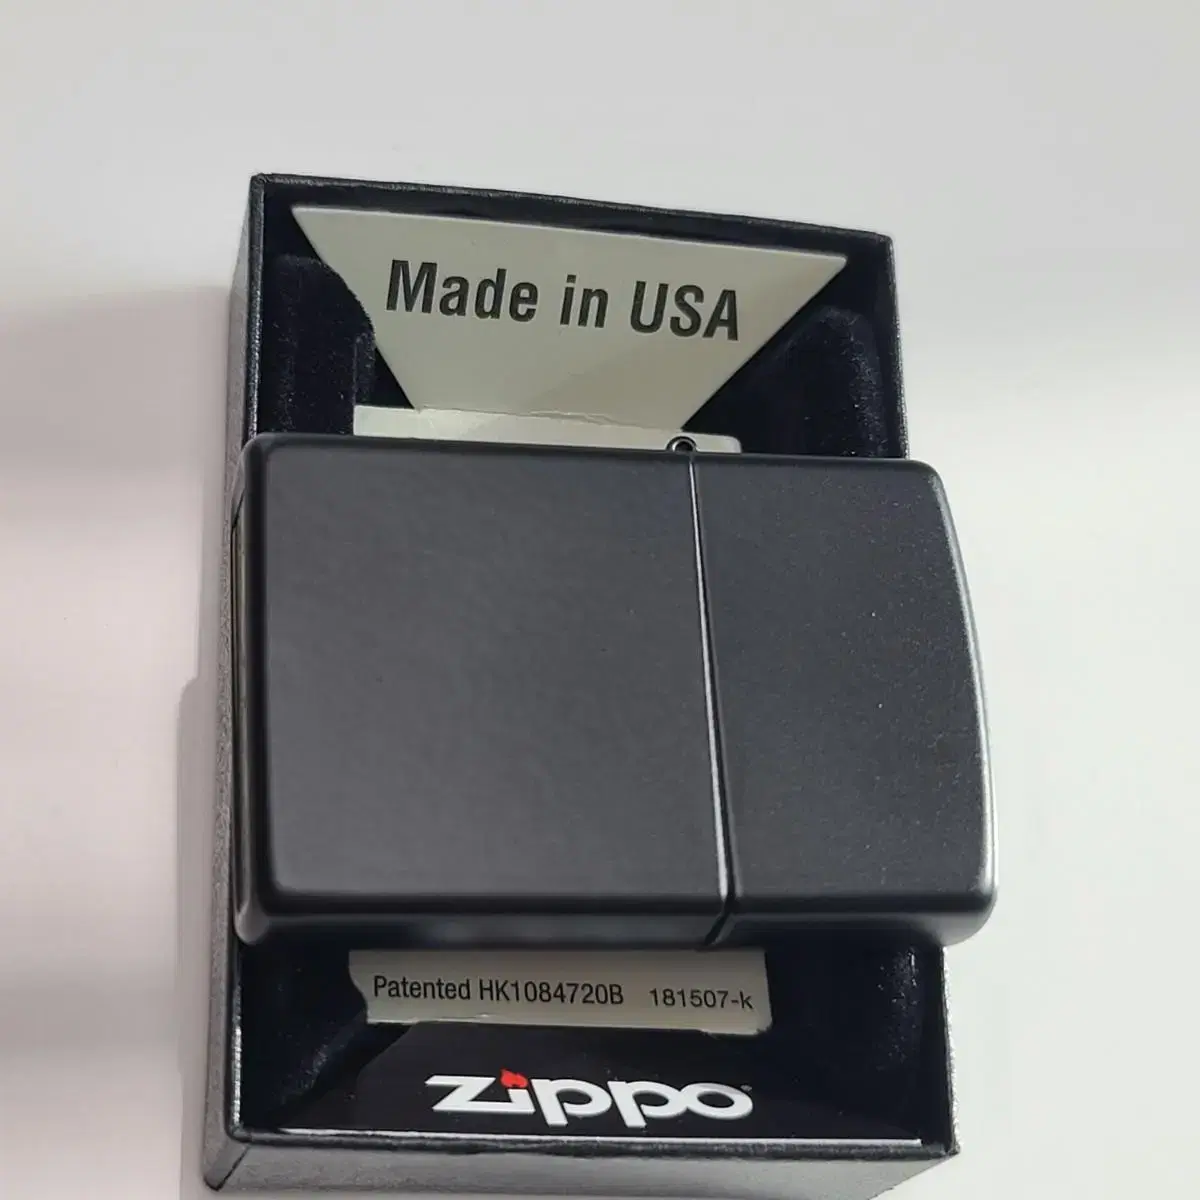 Made in USA
Patented HK1084720B 181507-k
zippo